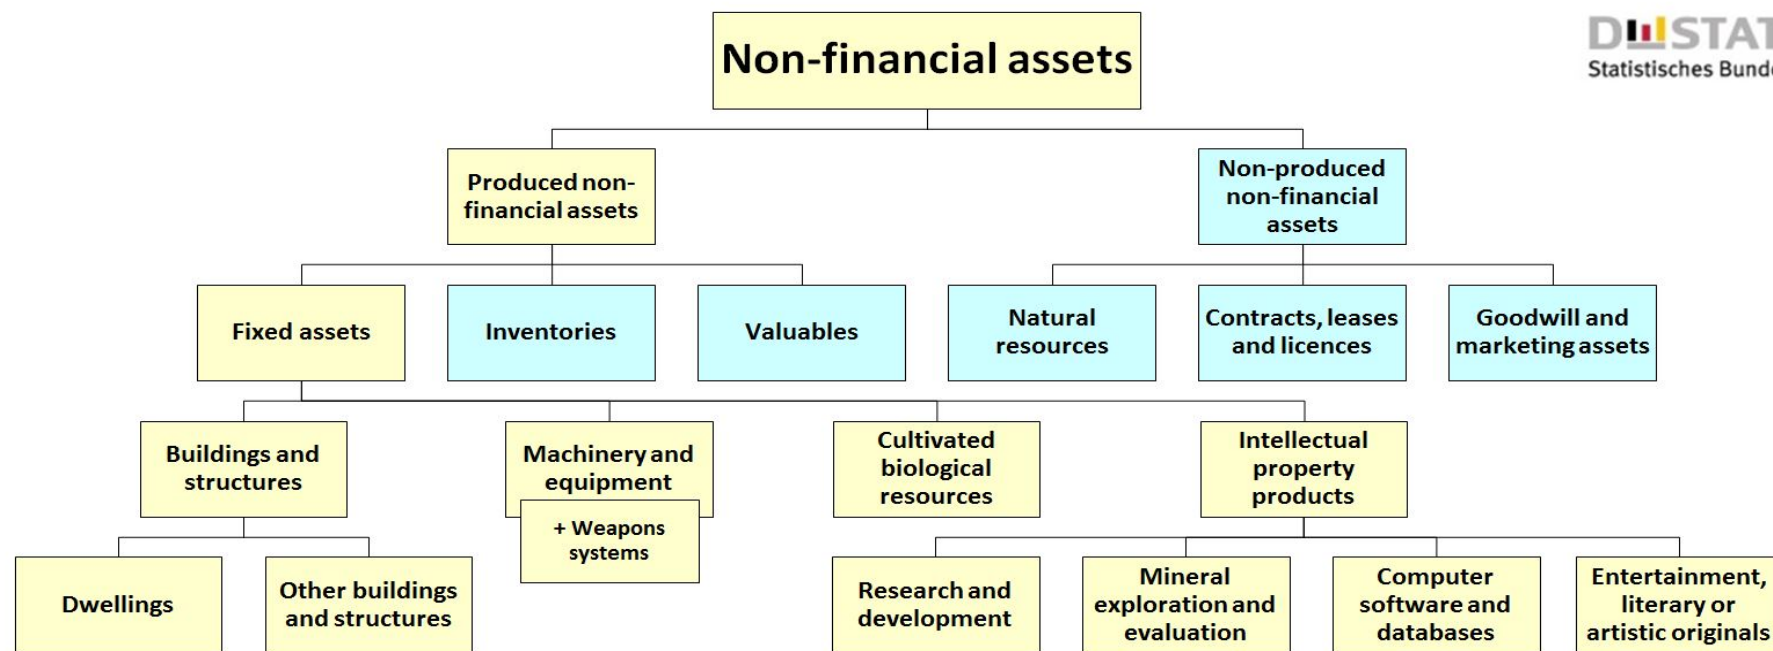 Non-financial assets
STAT
Statistisches
Produced non-
financial assets
Non-produced
non-financial
assets
Fixed assets
Inventories
Valuables
Natural
resources
Contracts, leases
and licences
Goodwill and
marketing assets
Buildings and
structures
Machinery and
equipment
Cultivated
biological
resources
Intellectual
property
products
+ Weapons
systems
Dwellings
Other buildings
and structures
Research and
development
Mineral
exploration and
evaluation
Computer
software and
databases
Entertainment,
literary or
artistic originals